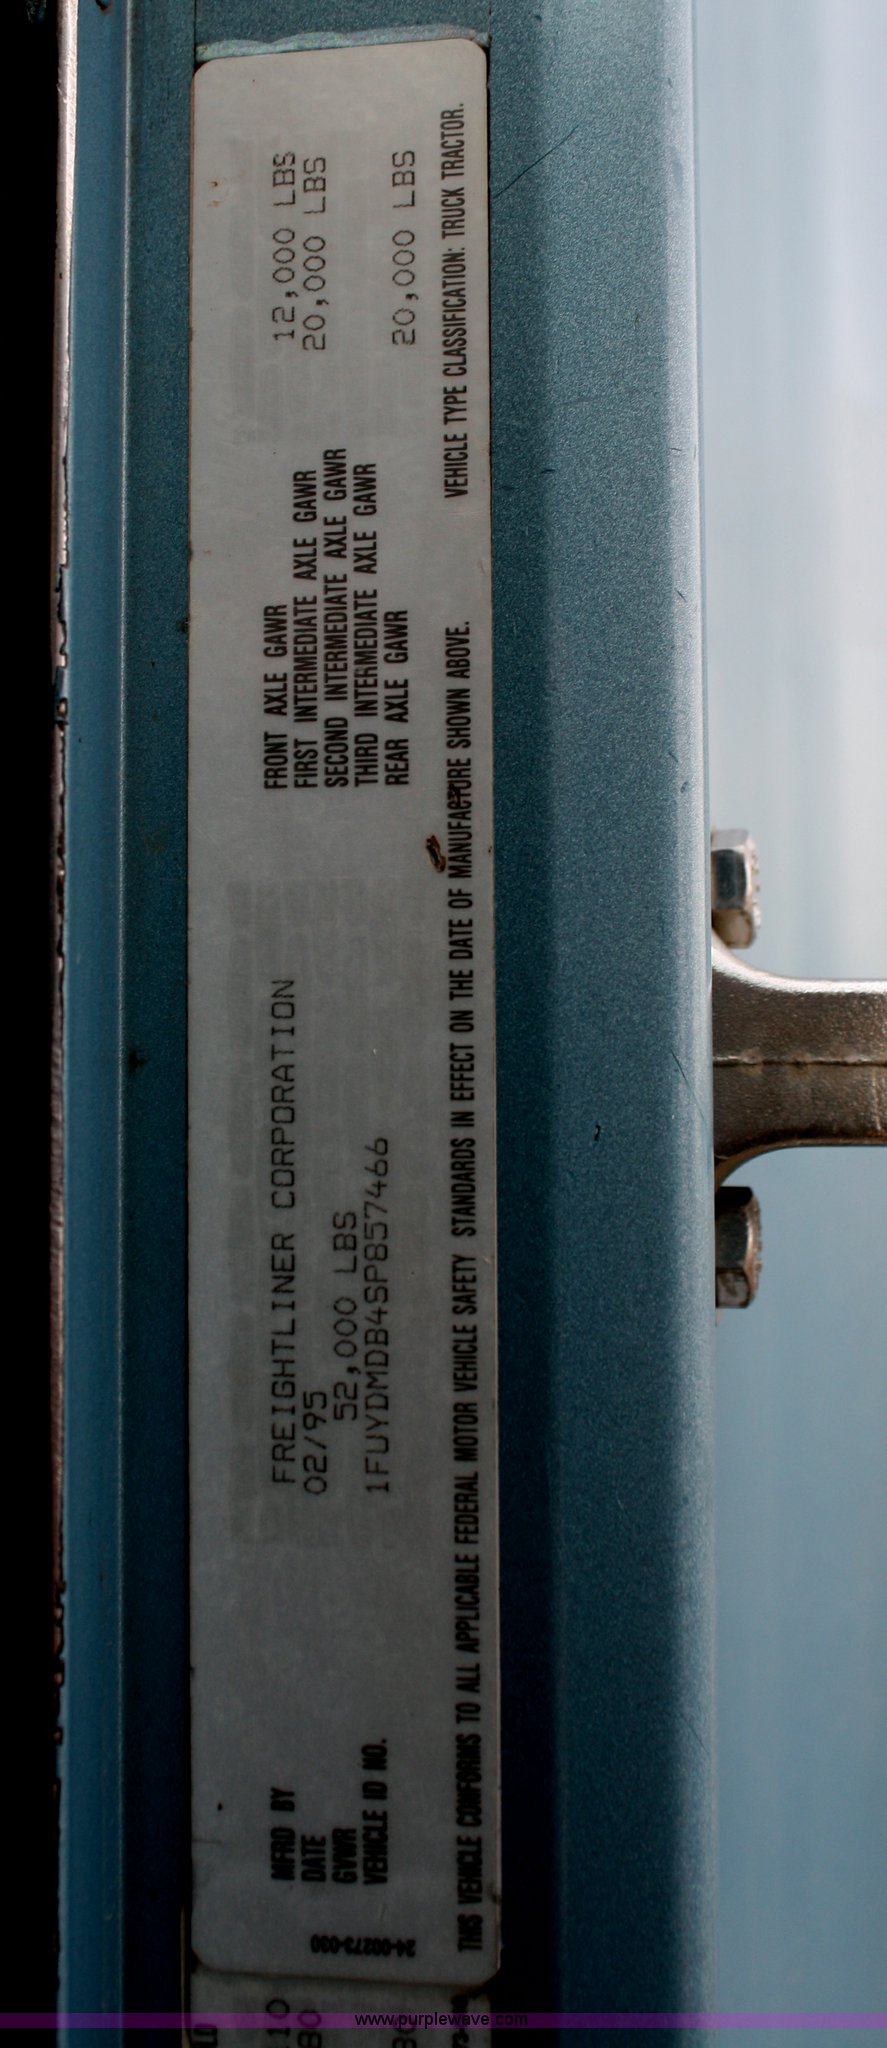 MFRD BY FREIGHTLINER CORPORATION FRONT AXLE GAWR 12,000 LBS
DATE 02/95 FIRST INTERMEDIATE AXLE GAWR 20,000 LBS
GVWR 52,000 LBS SECOND INTERMEDIATE AXLE GAWR
VEHICLE ID NO. 1FUYDMDB4SP857466 THIRD INTERMEDIATE AXLE GAWR
REAR AXLE GAWR 20,000 LBS
24-00273-030
THIS VEHICLE CONFORMS TO ALL APPLICABLE FEDERAL MOTOR VEHICLE SAFETY STANDARDS IN EFFECT ON THE DATE OF MANUFACTURE SHOWN ABOVE. VEHICLE TYPE CLASSIFICATION: TRUCK TRACTOR.
www.purplewave.com